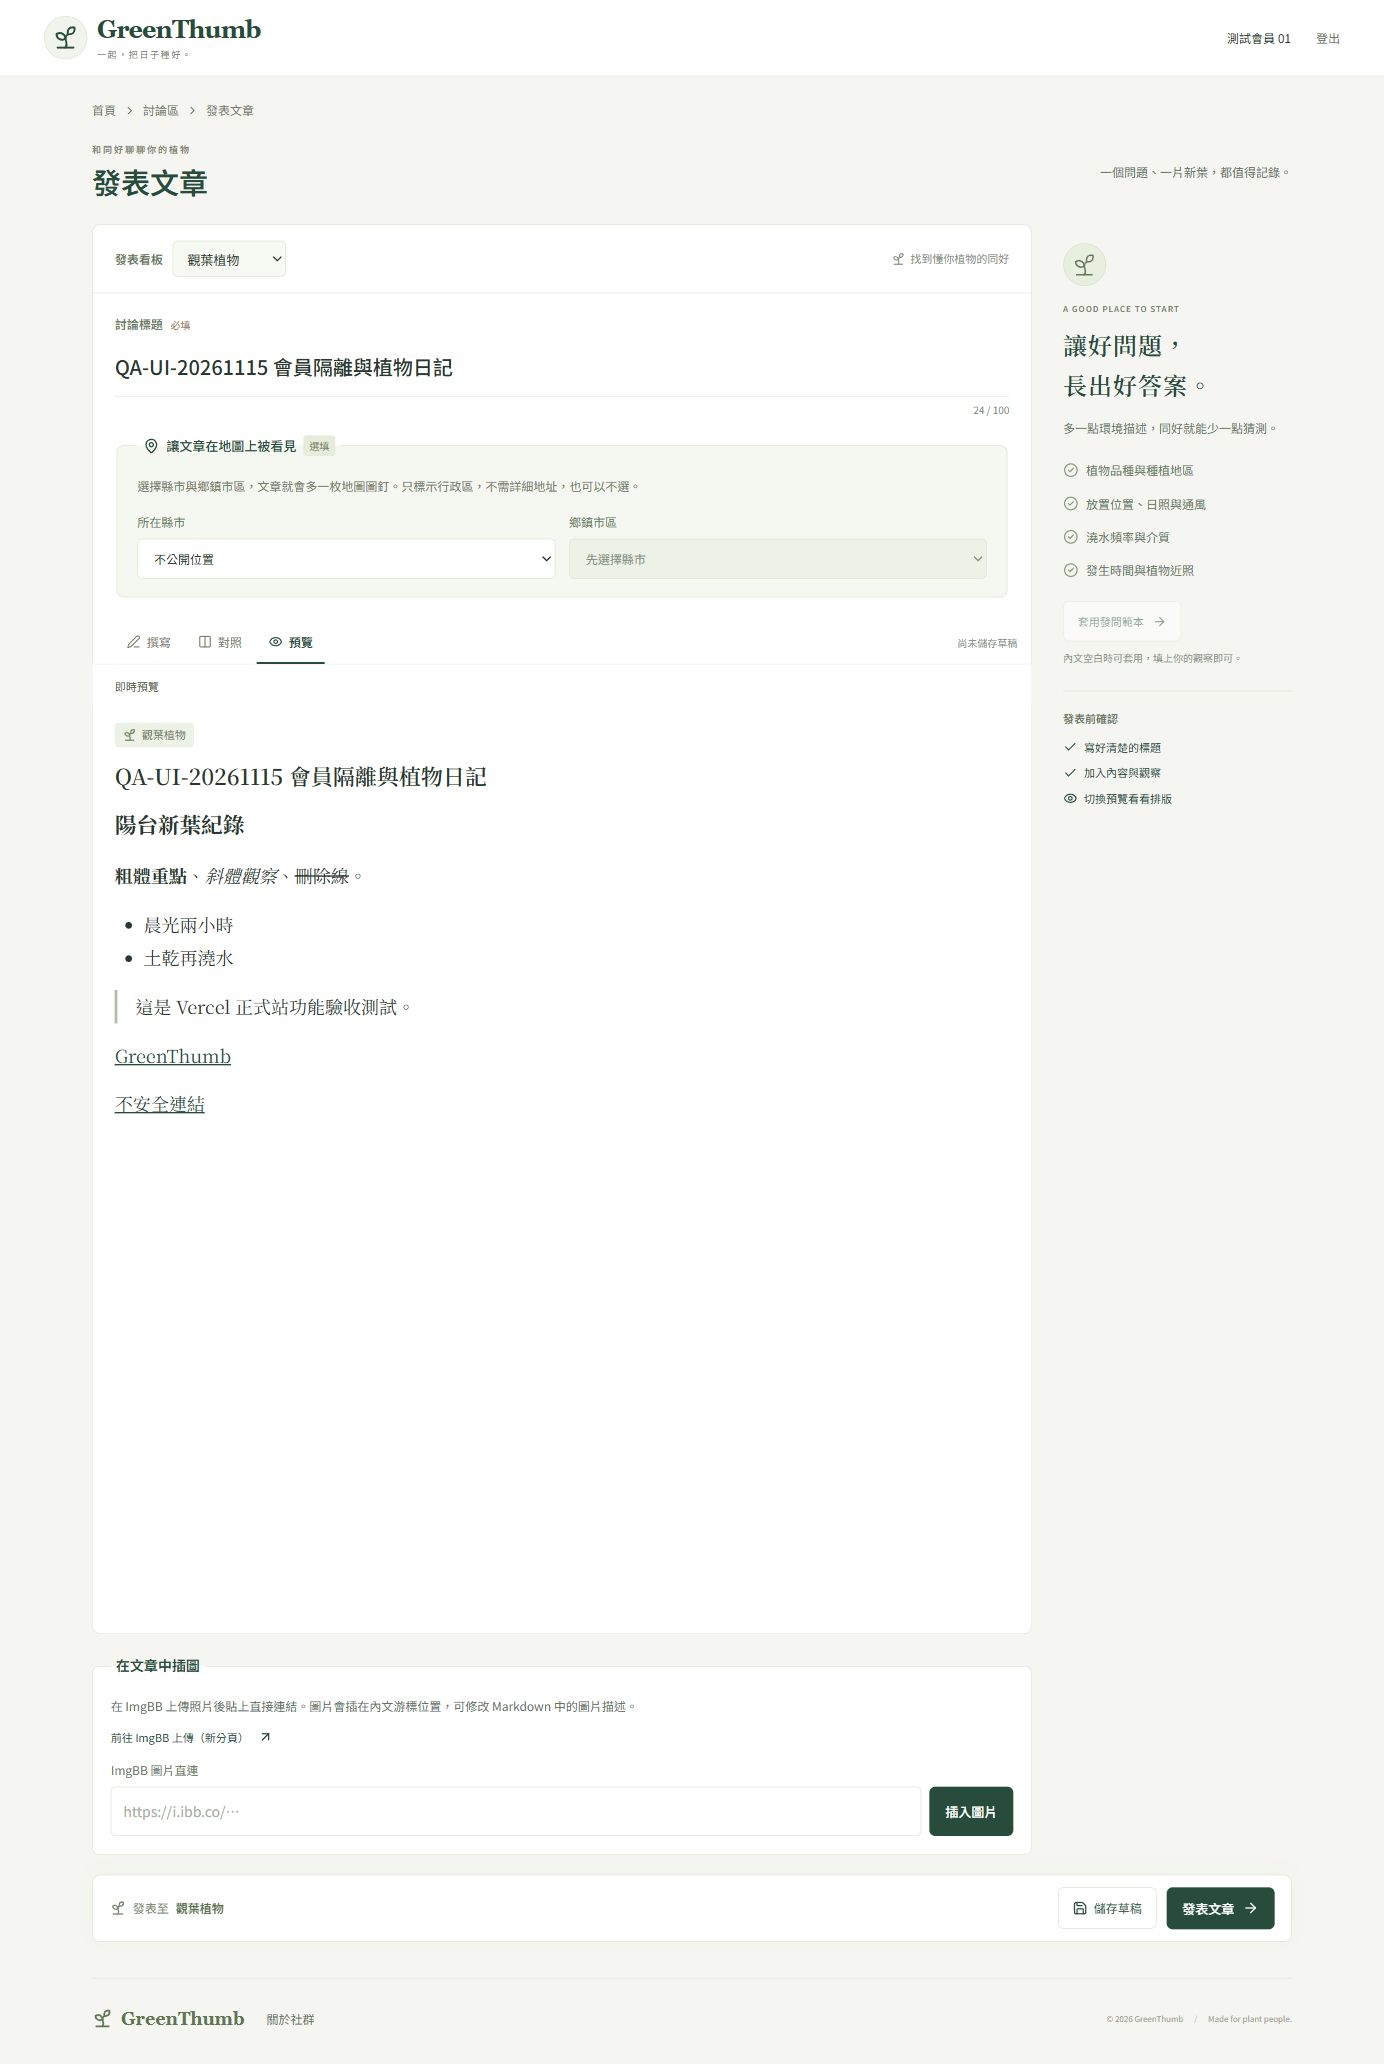 GreenThumb
一起，把日子種好。
測試會員 01
登出
首頁 > 討論區 > 發表文章
和同好聊聊你的植物
發表文章
一個問題、一片新葉，都值得記錄。
發表看板 觀葉植物
找到懂你植物的同好
討論標題 必填
QA-UI-20261115 會員隔離與植物日記
24 / 100
讓文章在地圖上被看見 選填
選擇縣市與鄉鎮市區，文章就會多一枚地圖圖釘。只標示行政區，不需詳細地址，也可以不選。
所在縣市
鄉鎮市區
不公開位置
先選擇縣市
撰寫 對照 預覽
尚未儲存草稿
即時預覽
觀葉植物
QA-UI-20261115 會員隔離與植物日記
陽台新葉紀錄
粗體重點、斜體觀察、刪除線。
晨光兩小時
土乾再澆水
這是 Vercel 正式站功能驗收測試。
GreenThumb
不安全連結
A GOOD PLACE TO START
讓好問題，
長出好答案。
多一點環境描述，同好就能少一點猜測。
植物品種與種植地區
放置位置、日照與通風
澆水頻率與介質
發生時間與植物近照
套用發問範本
內文空白時可套用，填上你的觀察即可。
發表前確認
寫好清楚的標題
加入內容與觀察
切換預覽看看排版
在文章中插圖
在 ImgBB 上傳照片後貼上直接連結。圖片會插在內文游標位置，可修改 Markdown 中的圖片描述。
前往 ImgBB 上傳（新分頁）
ImgBB 圖片直連
https://i.ibb.co/…
插入圖片
發表至 觀葉植物
儲存草稿
發表文章
GreenThumb
關於社群
© 2026 GreenThumb / Made for plant people.